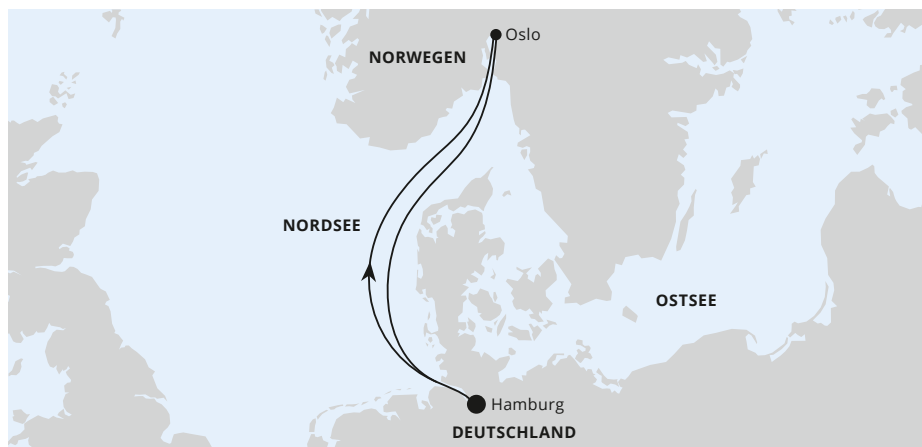 Oslo
NORWEGEN
NORDSEE
OSTSEE
Hamburg
DEUTSCHLAND